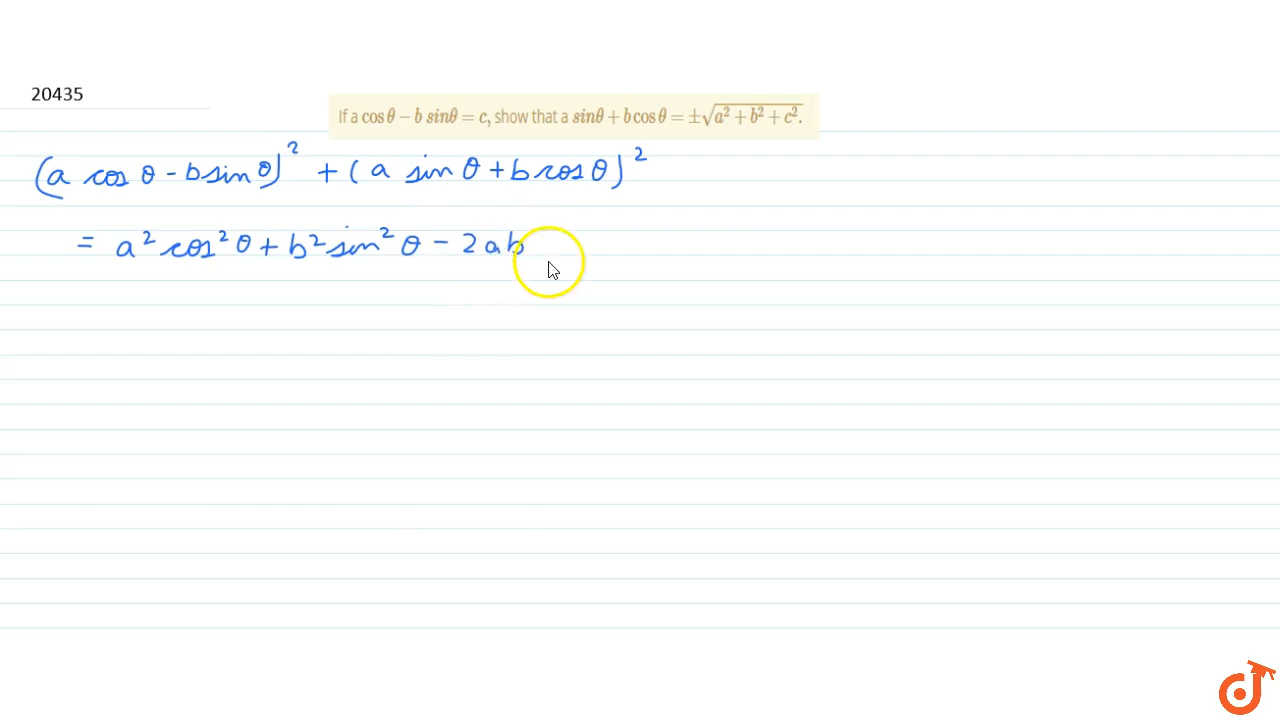 20435
If a cos θ − b sinθ = c, show that a sinθ + b cos θ = ±√a² + b² + c².
(a cos θ - b sin θ)² + (a sin θ + b cos θ)²
= a² cos² θ + b² sin² θ - 2ab